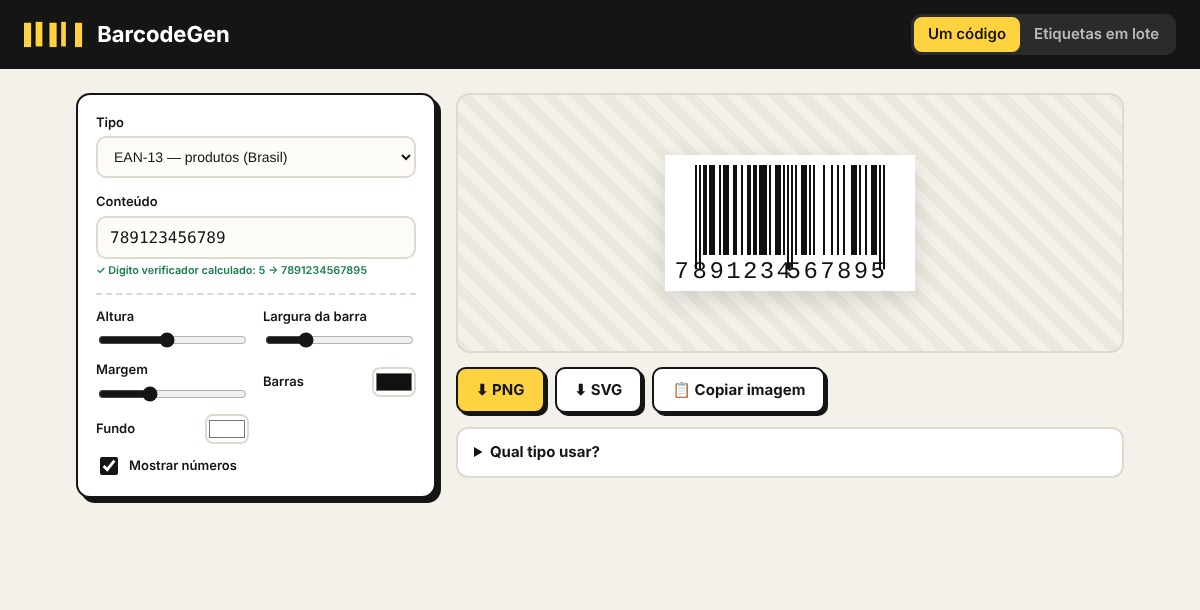 BarcodeGen
Um código
Etiquetas em lote
Tipo
EAN-13 — produtos (Brasil)
Conteúdo
789123456789
✓ Dígito verificador calculado: 5 → 7891234567895
Altura
Largura da barra
Margem
Barras
Fundo
Mostrar números
7891234567895
⬇ PNG
⬇ SVG
📋 Copiar imagem
▶ Qual tipo usar?